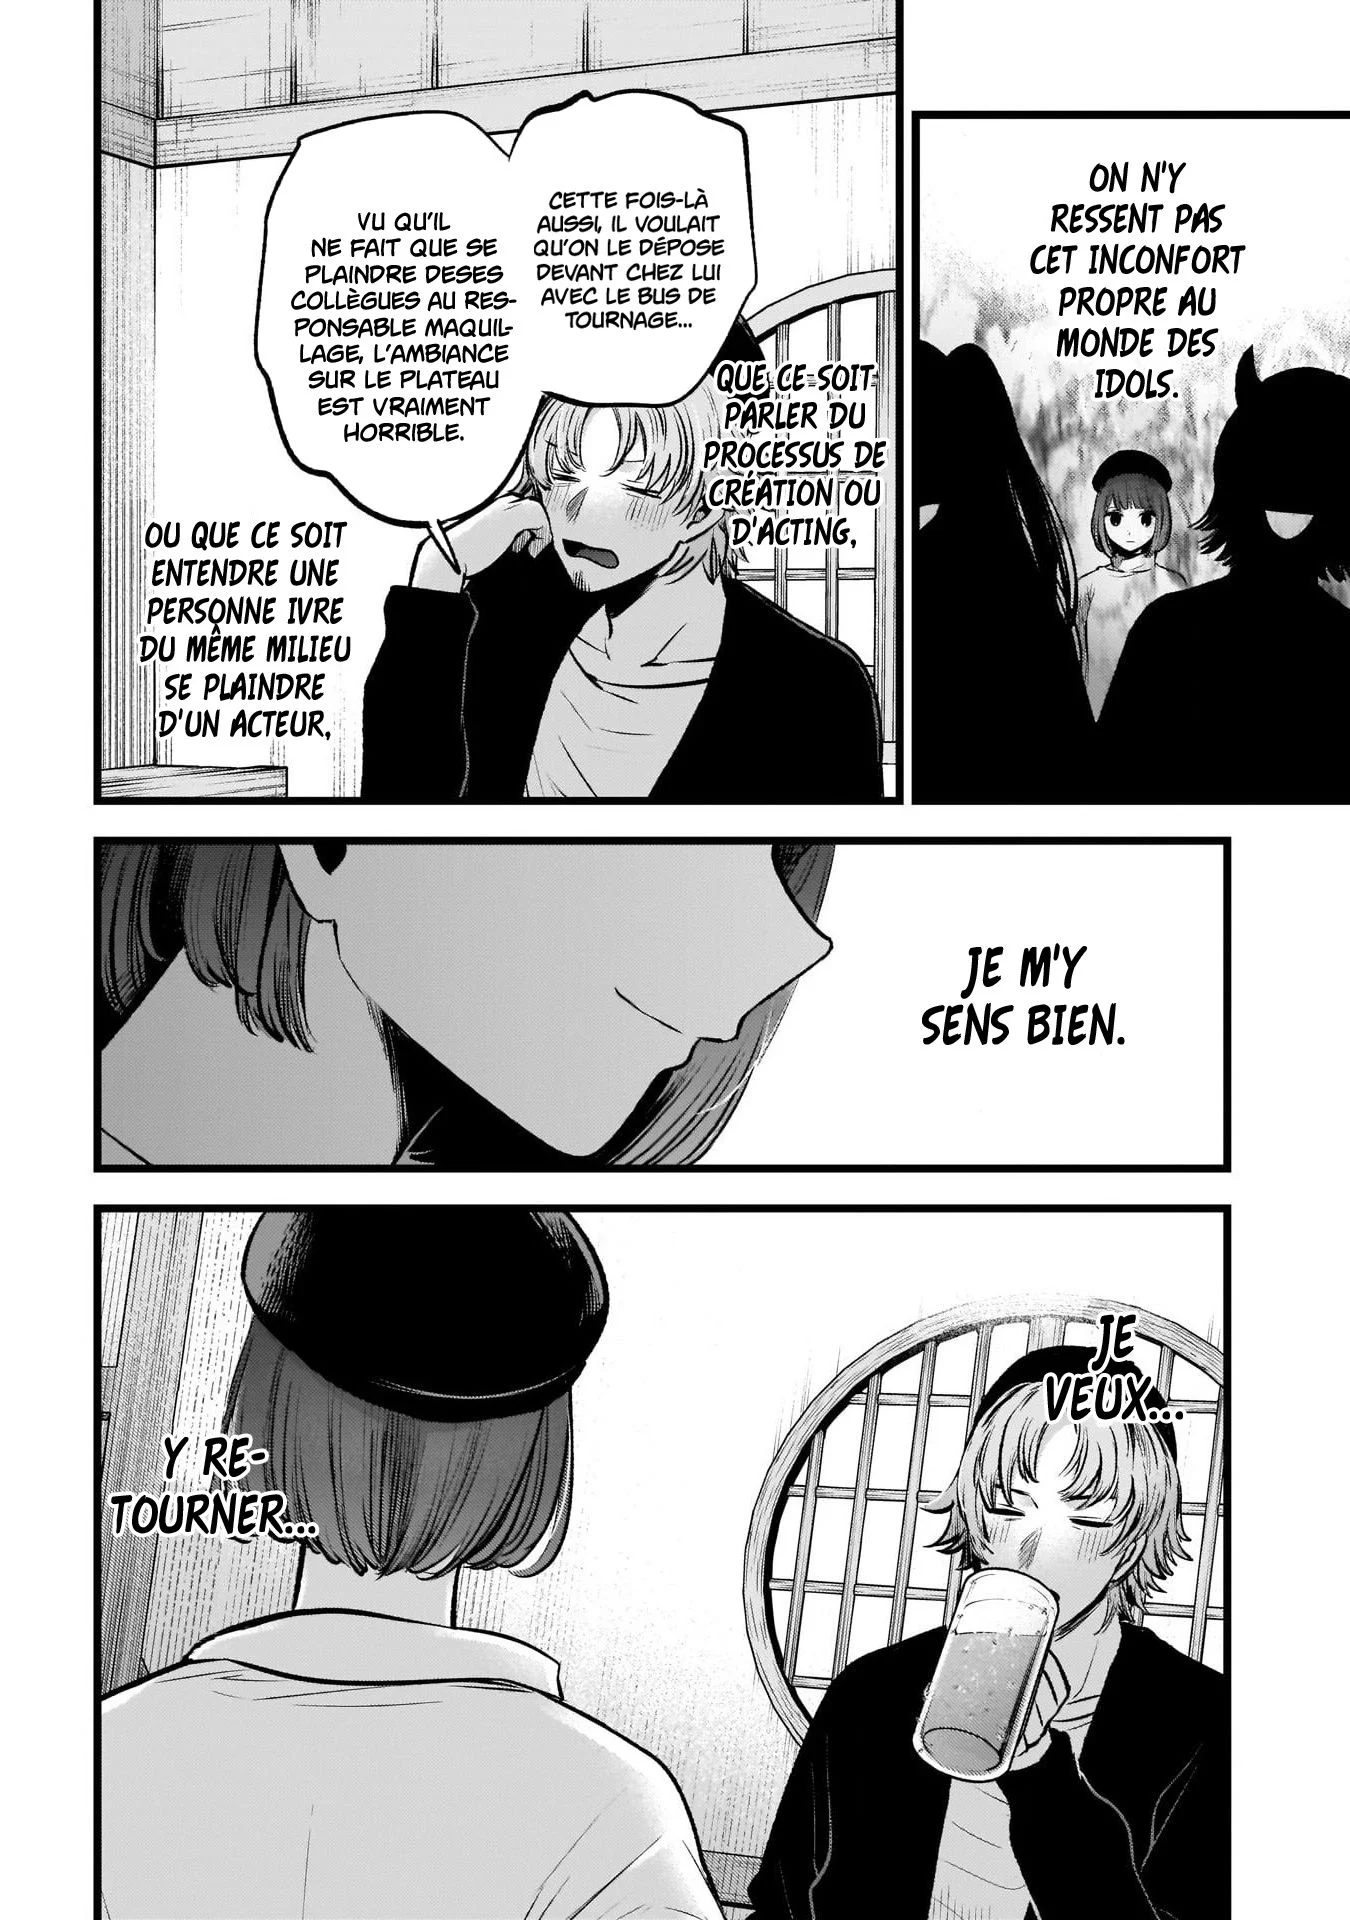 ON N'Y
RESSENT PAS
CET INCONFORT
PROPRE AU
MONDE DES
IDOLS.
CETTE FOIS-LÀ
AUSSI, IL VOULAIT
QU'ON LE DÉPOSE
DEVANT CHEZ LUI
AVEC LE BUS DE
TOURNAGE...
VU QU'IL
NE FAIT QUE SE
PLAINDRE DESES
COLLÈGUES AU RES-
PONSABLE MAQUIL-
LAGE, L'AMBIANCE
SUR LE PLATEAU
EST VRAIMENT
HORRIBLE.
QUE CE SOIT
PARLER DU
PROCESSUS DE
CRÉATION OU
D'ACTING,
OU QUE CE SOIT
ENTENDRE UNE
PERSONNE IVRE
DU MÊME MILIEU
SE PLAINDRE
D'UN ACTEUR,
JE M'Y
SENS BIEN.
JE
VEUX...
Y RE-
TOURNER...